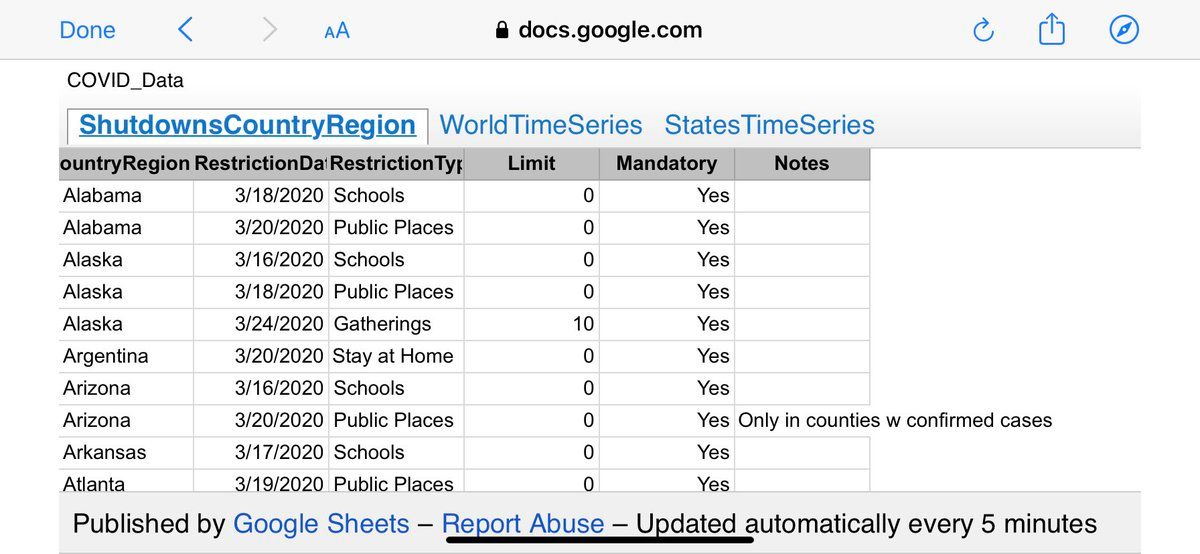 Done AA docs.google.com
COVID_Data
ShutdownsCountryRegion WorldTimeSeries StatesTimeSeries
ountryRegion RestrictionDa RestrictionTyp Limit Mandatory Notes
Alabama 3/18/2020 Schools 0 Yes
Alabama 3/20/2020 Public Places 0 Yes
Alaska 3/16/2020 Schools 0 Yes
Alaska 3/18/2020 Public Places 0 Yes
Alaska 3/24/2020 Gatherings 10 Yes
Argentina 3/20/2020 Stay at Home 0 Yes
Arizona 3/16/2020 Schools 0 Yes
Arizona 3/20/2020 Public Places 0 Yes Only in counties w confirmed cases
Arkansas 3/17/2020 Schools 0 Yes
Atlanta 3/19/2020 Public Places 0 Yes
Published by Google Sheets – Report Abuse – Updated automatically every 5 minutes